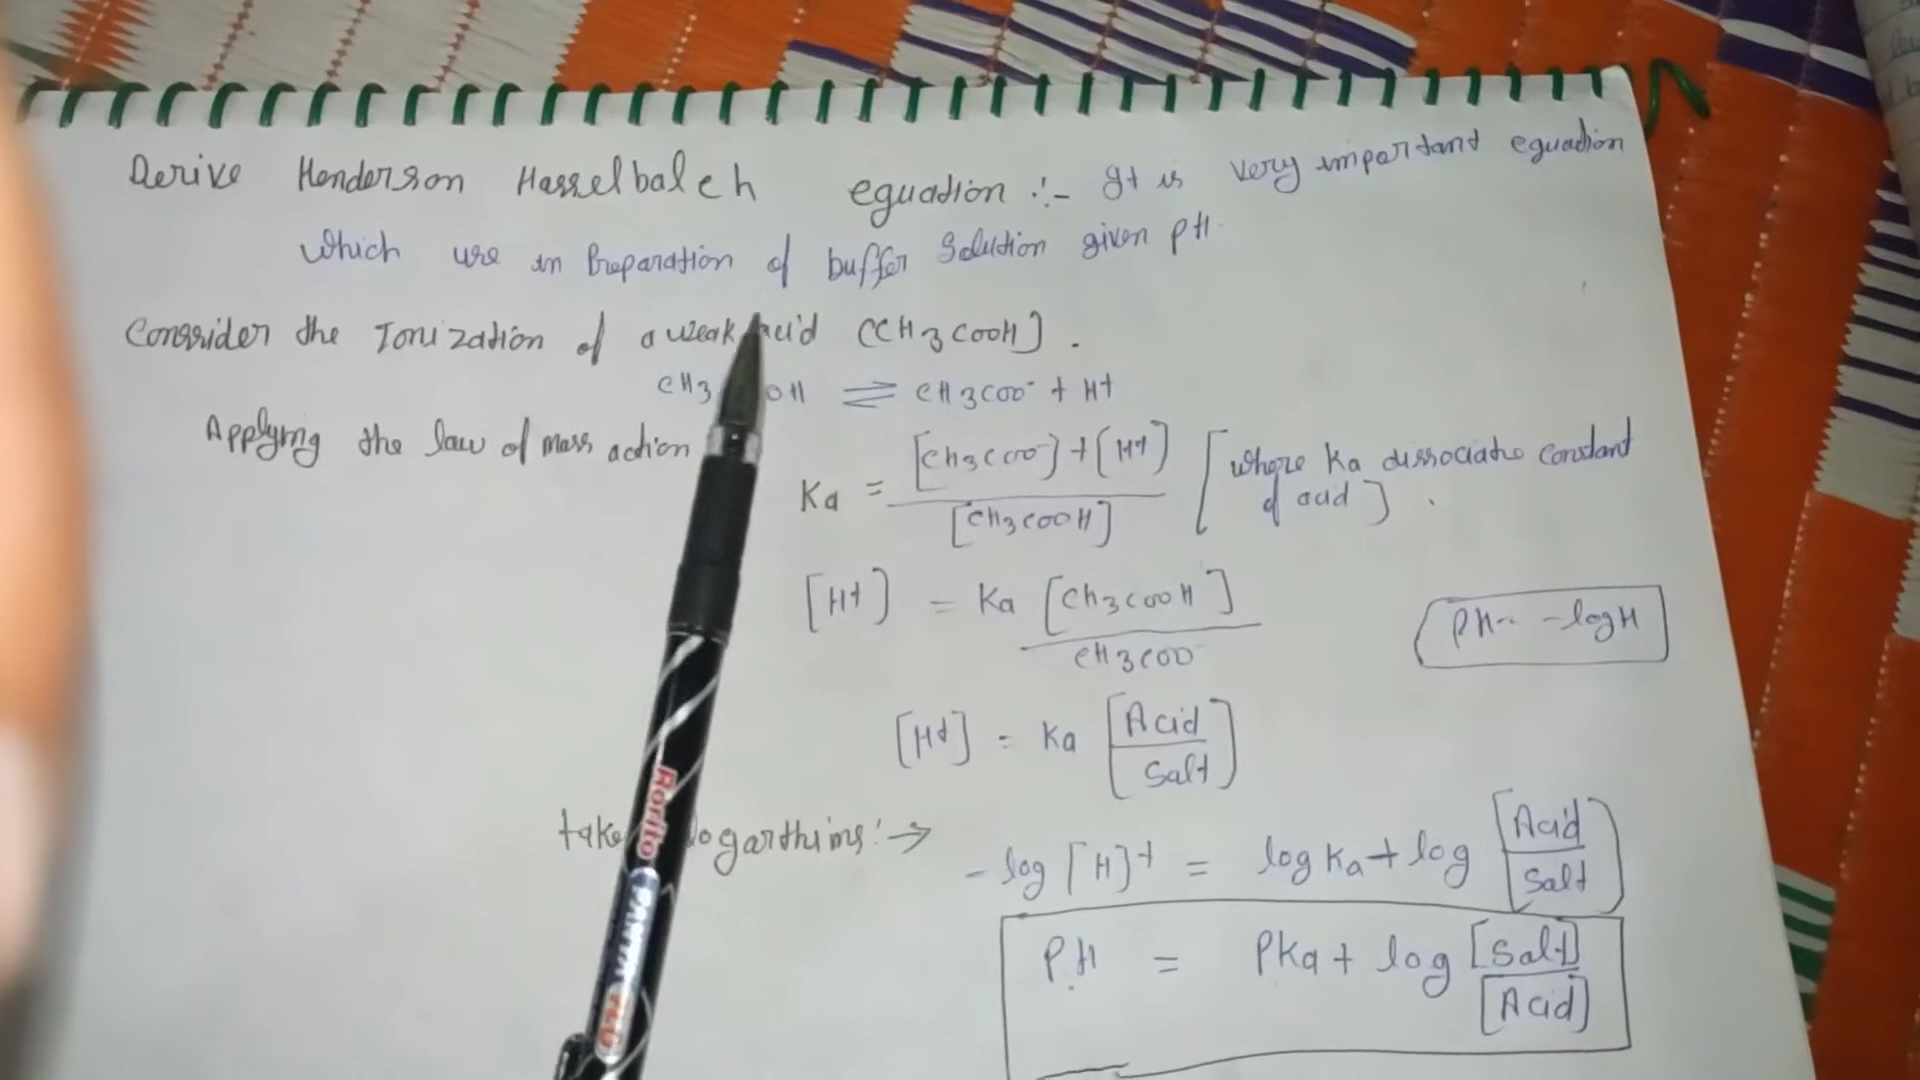 Derive Henderson Hasselbalch equation :- It is very important equation
which use in Preparation of buffer Solution given pH.
Consider the Ionization of a weak acid (CH3COOH].
CH3 OH ⇌ CH3COO- + H+
Applying the law of mass action
Ka = [CH3COO-] + [H+] / [CH3COOH] [where Ka dissociatn constant of acid].
[H+] = Ka [CH3COOH] / CH3COO
PH = -logH
[H+] = Ka [Acid / Salt]
take logarthims :→
-log [H]+ = log Ka + log [Acid / Salt]
PH = PKa + log [Salt] / [Acid]
Rorito